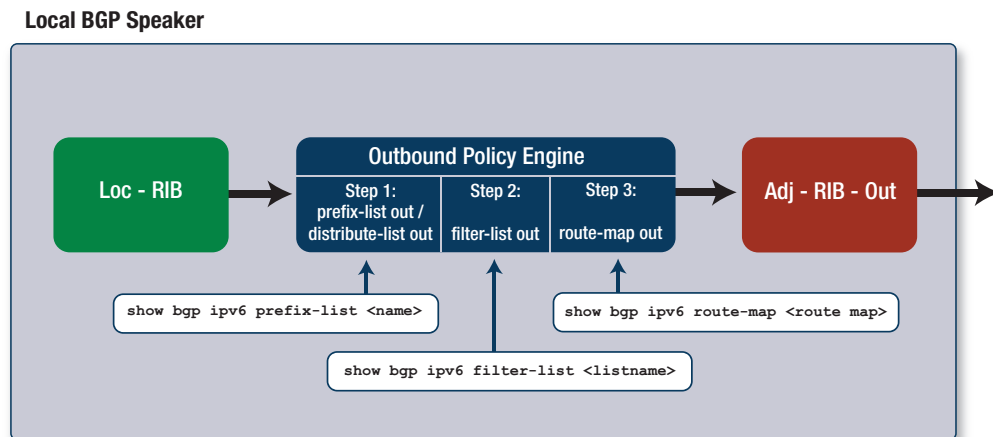 Local BGP Speaker
Loc - RIB
Outbound Policy Engine
Step 1:
prefix-list out /
distribute-list out
Step 2:
filter-list out
Step 3:
route-map out
Adj - RIB - Out
show bgp ipv6 prefix-list <name>
show bgp ipv6 route-map <route map>
show bgp ipv6 filter-list <listname>